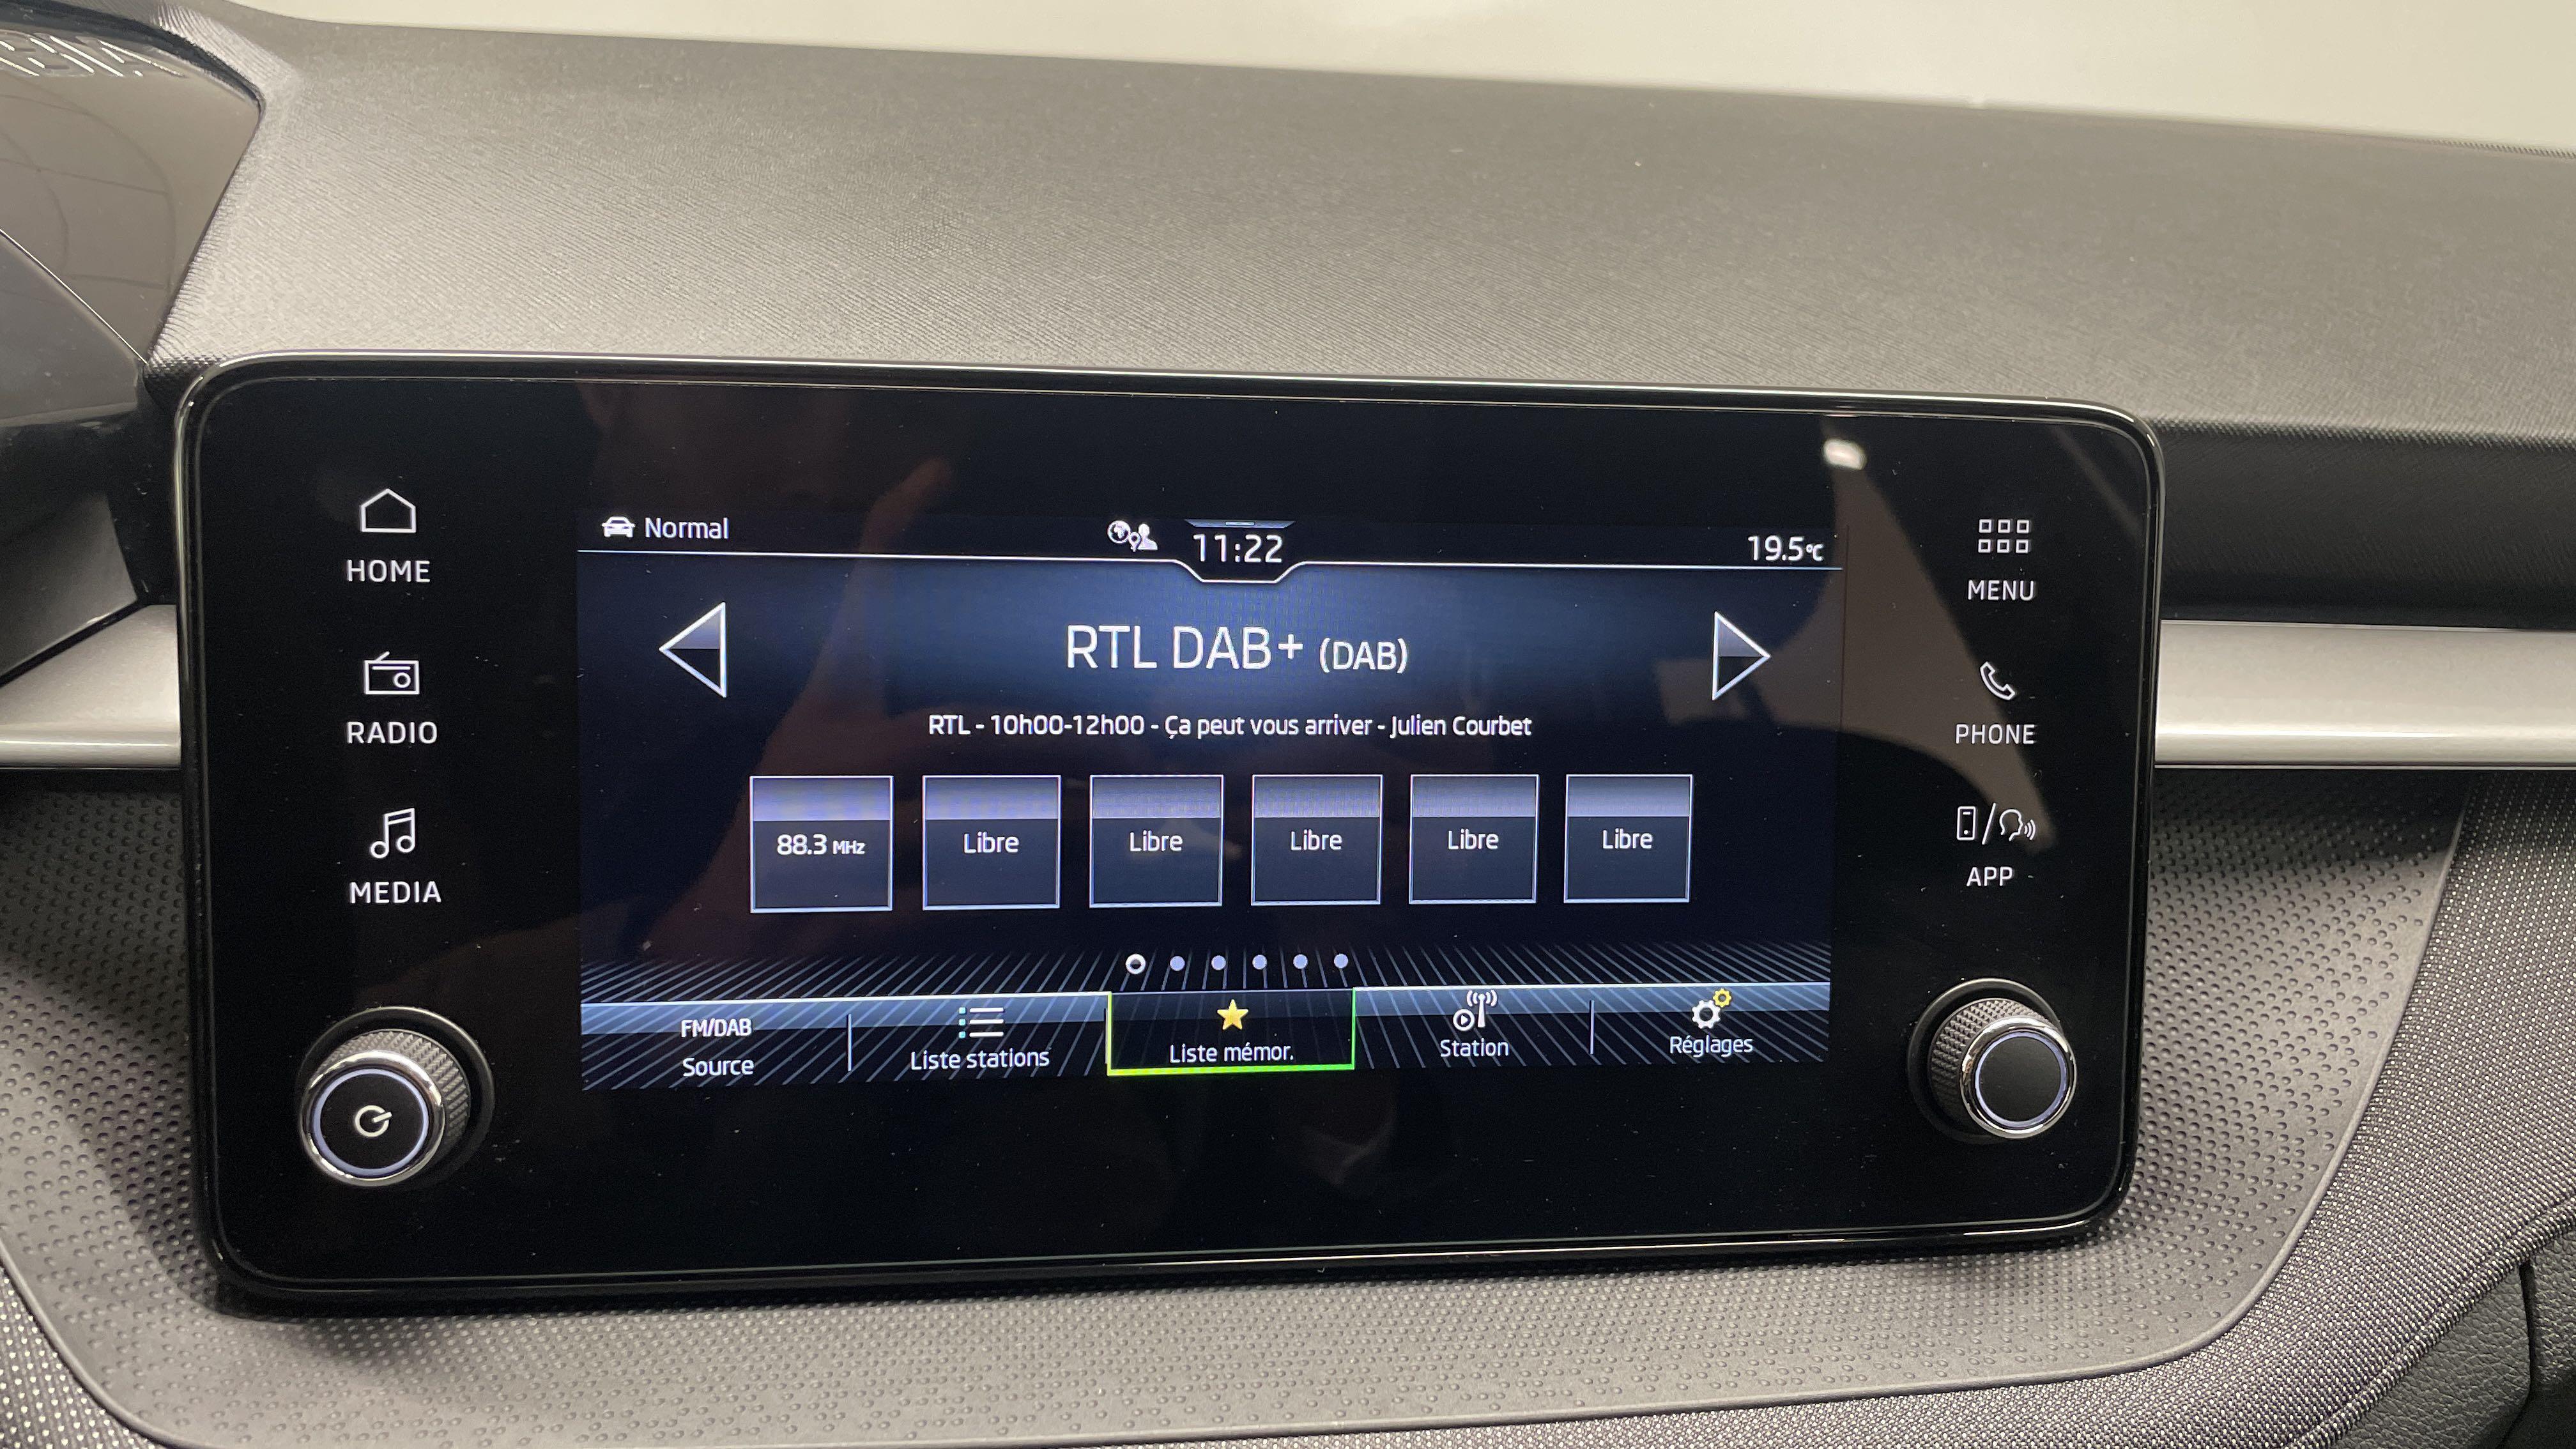 HOME
RADIO
MEDIA
Normal
11:22
19.5°C
RTL DAB+ (DAB)
RTL - 10h00-12h00 - Ça peut vous arriver - Julien Courbet
88.3 MHz
Libre
Libre
Libre
Libre
Libre
FM/DAB
Source
Liste stations
Liste mémor.
Station
Réglages
MENU
PHONE
APP